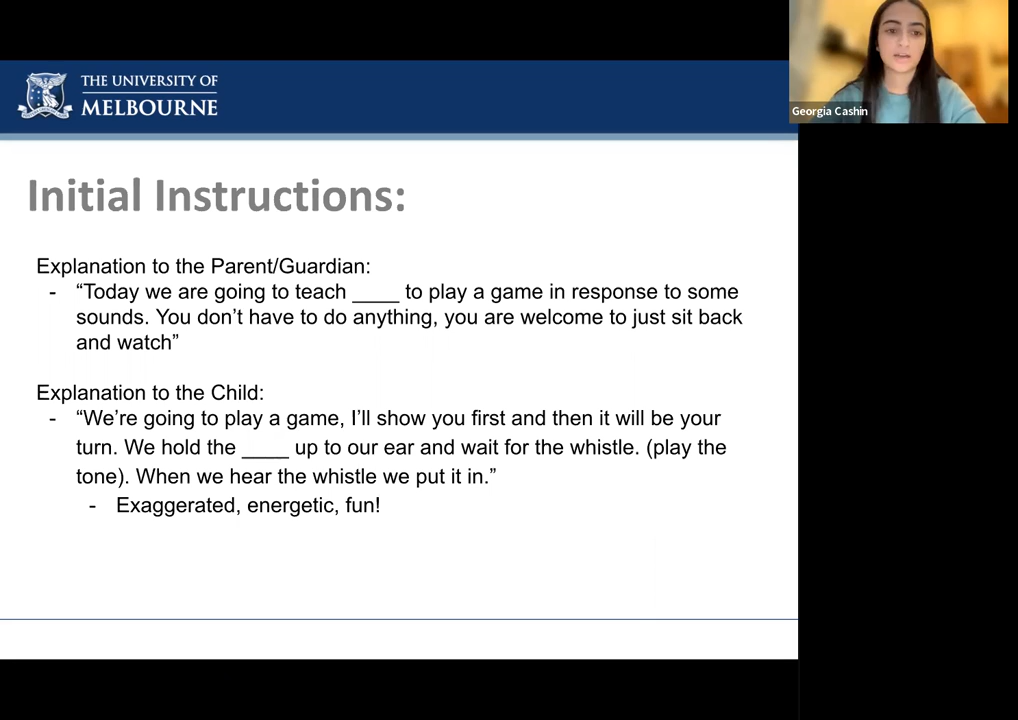 THE UNIVERSITY OF
MELBOURNE
Georgia Cashin
Initial Instructions:
Explanation to the Parent/Guardian:
- “Today we are going to teach ____ to play a game in response to some
sounds. You don’t have to do anything, you are welcome to just sit back
and watch”
Explanation to the Child:
- “We’re going to play a game, I’ll show you first and then it will be your
turn. We hold the ____ up to our ear and wait for the whistle. (play the
tone). When we hear the whistle we put it in.”
- Exaggerated, energetic, fun!